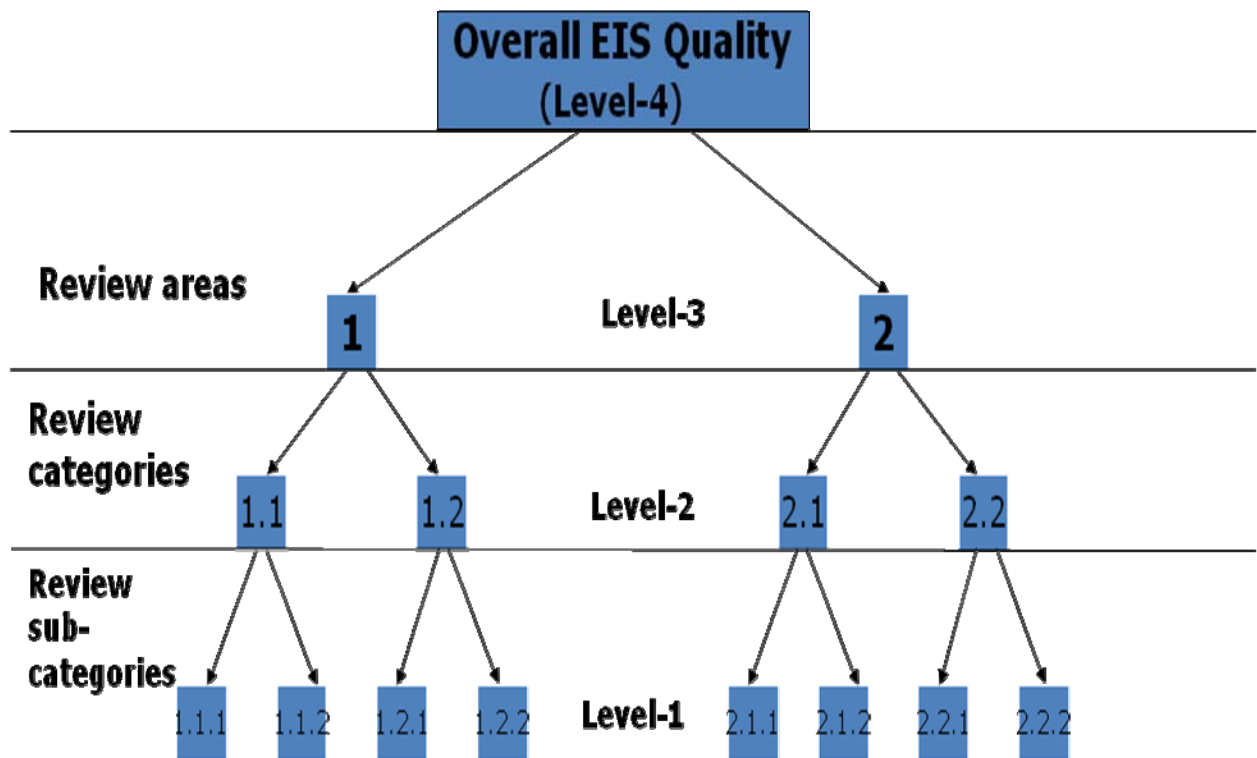 Overall EIS Quality
(Level-4)
Review areas
Level-3
1
2
Review
categories
1.1
1.2
Level-2
2.1
2.2
Review
sub-
categories
1.1.1
1.1.2
1.2.1
1.2.2
Level-1
2.1.1
2.1.2
2.2.1
2.2.2